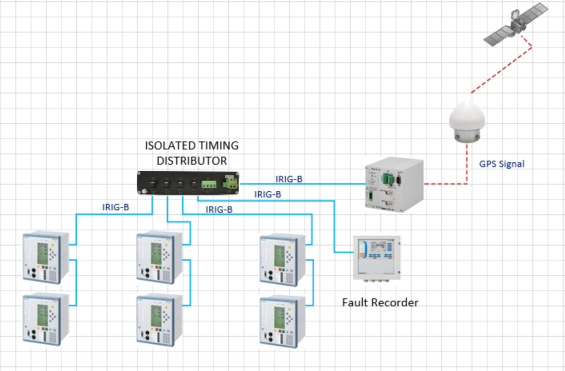 ISOLATED TIMING
DISTRIBUTOR
GPS Signal
IRIG-B
IRIG-B
IRIG-B
IRIG-B
Fault Recorder